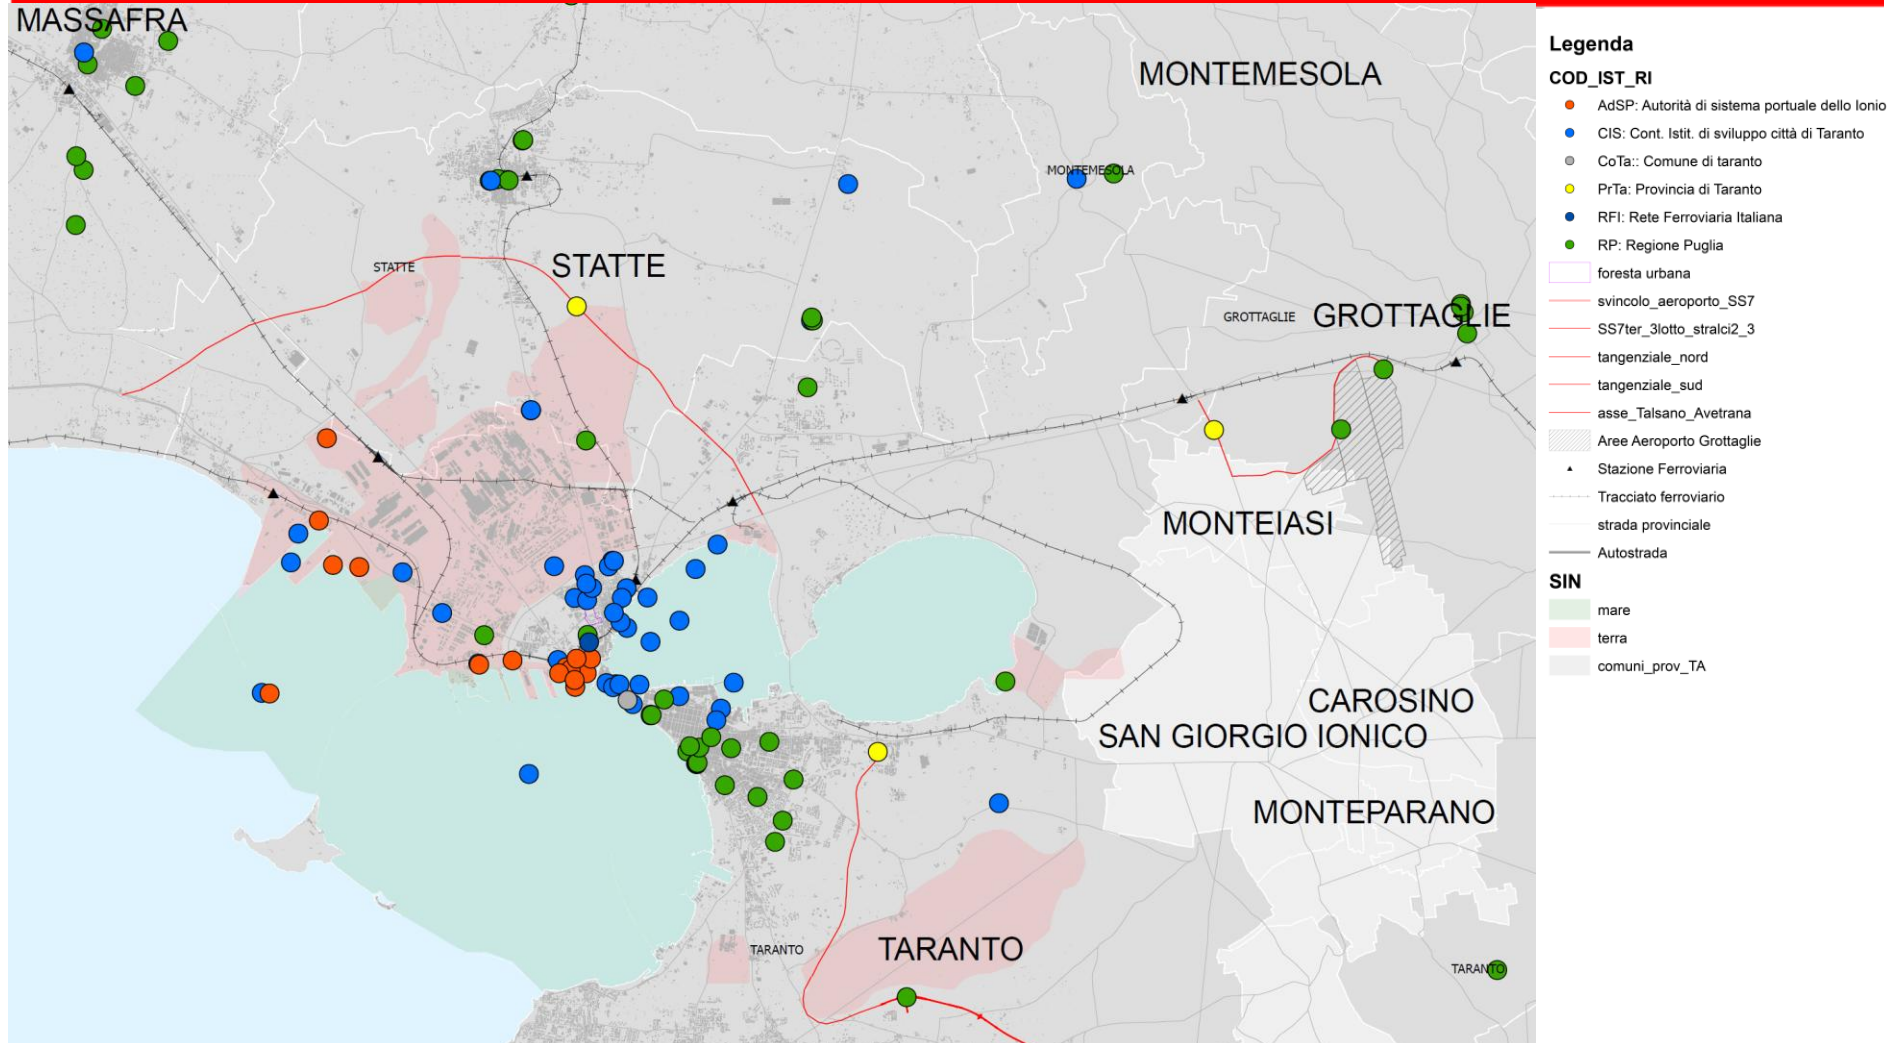 MASSAFRA
MONTEMESOLA
MONTEMESOLA
STATTE
STATTE
GROTTAGLIE
GROTTAGLIE
MONTEIASI
CAROSINO
SAN GIORGIO IONICO
MONTEPARANO
TARANTO
TARANTO
TARANTO
Legenda
COD_IST_RI
AdSP: Autorità di sistema portuale dello Ionio
CIS: Cont. Istit. di sviluppo città di Taranto
CoTa:: Comune di taranto
PrTa: Provincia di Taranto
RFI: Rete Ferroviaria Italiana
RP: Regione Puglia
foresta urbana
svincolo_aeroporto_SS7
SS7ter_3lotto_stralci2_3
tangenziale_nord
tangenziale_sud
asse_Talsano_Avetrana
Aree Aeroporto Grottaglie
Stazione Ferroviaria
Tracciato ferroviario
strada provinciale
Autostrada
SIN
mare
terra
comuni_prov_TA